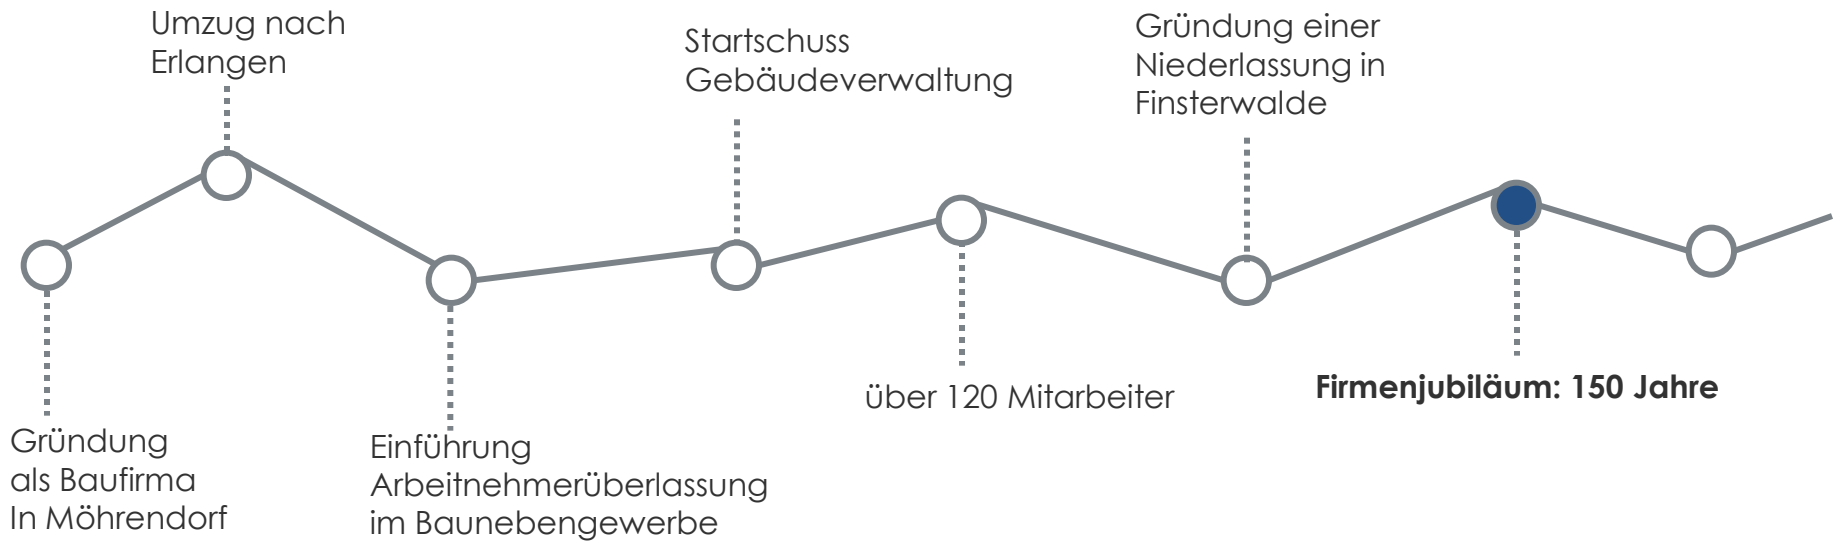 Umzug nach
Erlangen
Startschuss
Gebäudeverwaltung
Gründung einer
Niederlassung in
Finsterwalde
Gründung
als Baufirma
In Möhrendorf
Einführung
Arbeitnehmerüberlassung
im Baunebengewerbe
über 120 Mitarbeiter
Firmenjubiläum: 150 Jahre